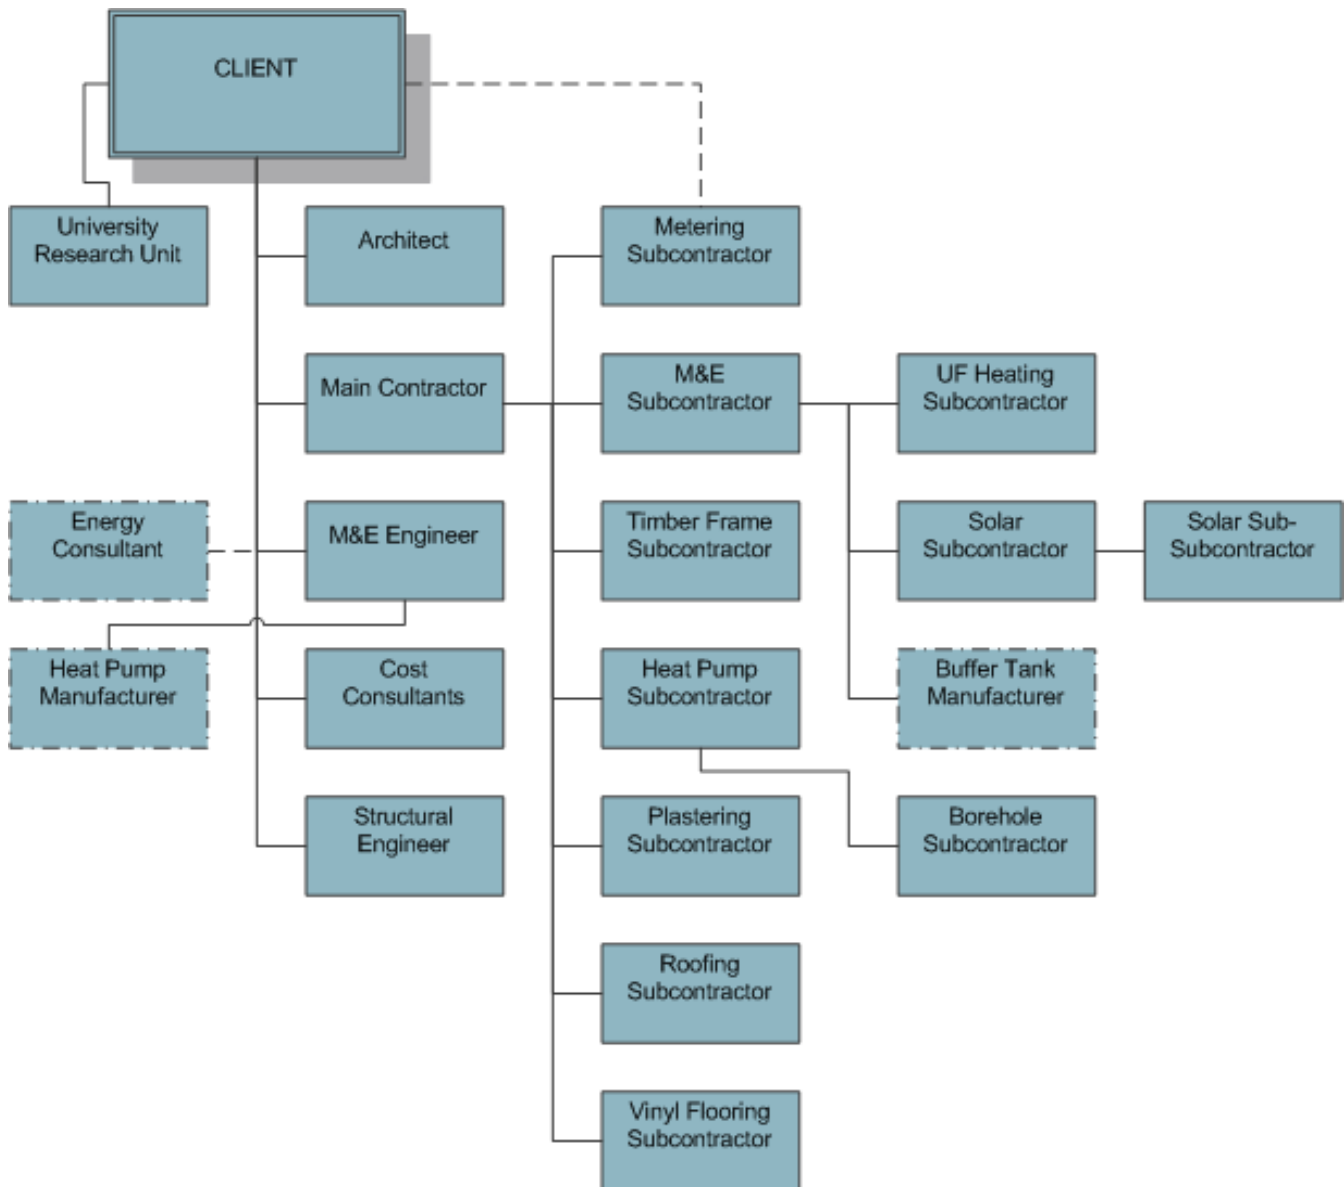 CLIENT
University
Research Unit
Architect
Metering
Subcontractor
Main Contractor
M&E
Subcontractor
UF Heating
Subcontractor
Energy
Consultant
M&E Engineer
Timber Frame
Subcontractor
Solar
Subcontractor
Solar Sub-
Subcontractor
Heat Pump
Manufacturer
Cost
Consultants
Heat Pump
Subcontractor
Buffer Tank
Manufacturer
Structural
Engineer
Plastering
Subcontractor
Borehole
Subcontractor
Roofing
Subcontractor
Vinyl Flooring
Subcontractor